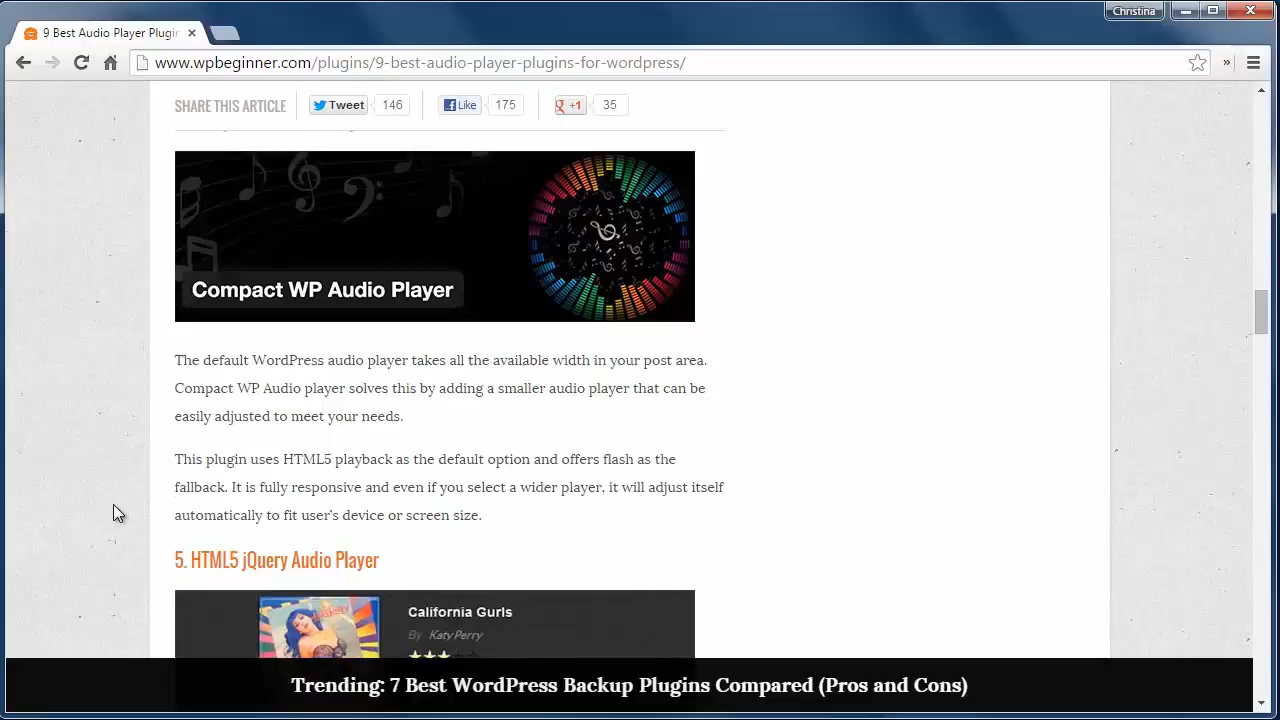 Christina
9 Best Audio Player Plugin
www.wpbeginner.com/plugins/9-best-audio-player-plugins-for-wordpress/
SHARE THIS ARTICLE Tweet 146 Like 175 +1 35
Compact WP Audio Player
The default WordPress audio player takes all the available width in your post area.
Compact WP Audio player solves this by adding a smaller audio player that can be
easily adjusted to meet your needs.
This plugin uses HTML5 playback as the default option and offers flash as the
fallback. It is fully responsive and even if you select a wider player, it will adjust itself
automatically to fit user's device or screen size.
5. HTML5 jQuery Audio Player
California Gurls
By KatyPerry
Trending: 7 Best WordPress Backup Plugins Compared (Pros and Cons)